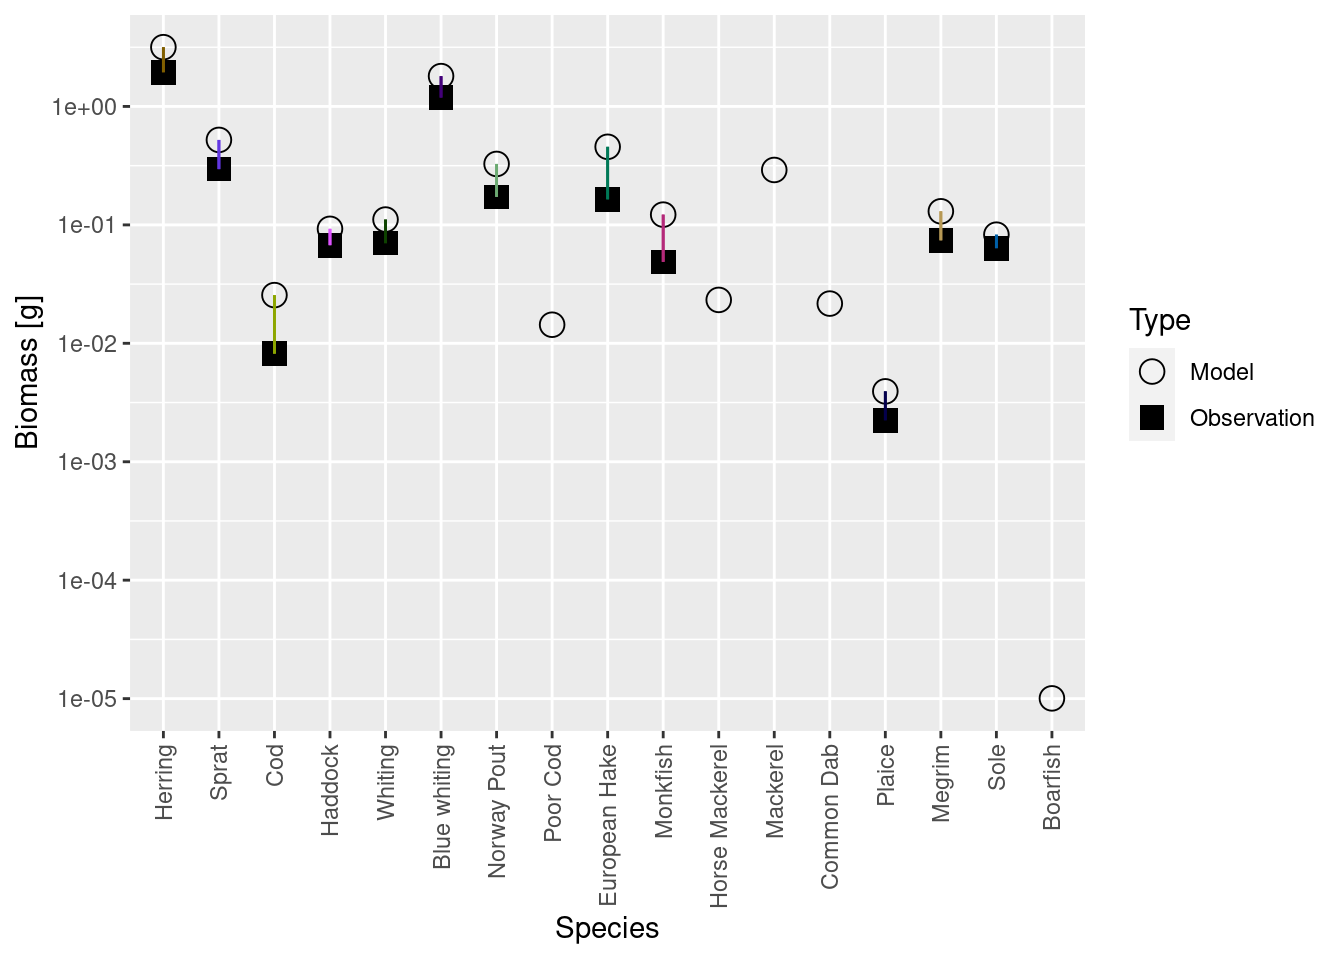 Biomass [g]
1e+00
1e-01
1e-02
1e-03
1e-04
1e-05
Herring
Sprat
Cod
Haddock
Whiting
Blue whiting
Norway Pout
Poor Cod
European Hake
Monkfish
Horse Mackerel
Mackerel
Common Dab
Plaice
Megrim
Sole
Boarfish
Species
Type
Model
Observation